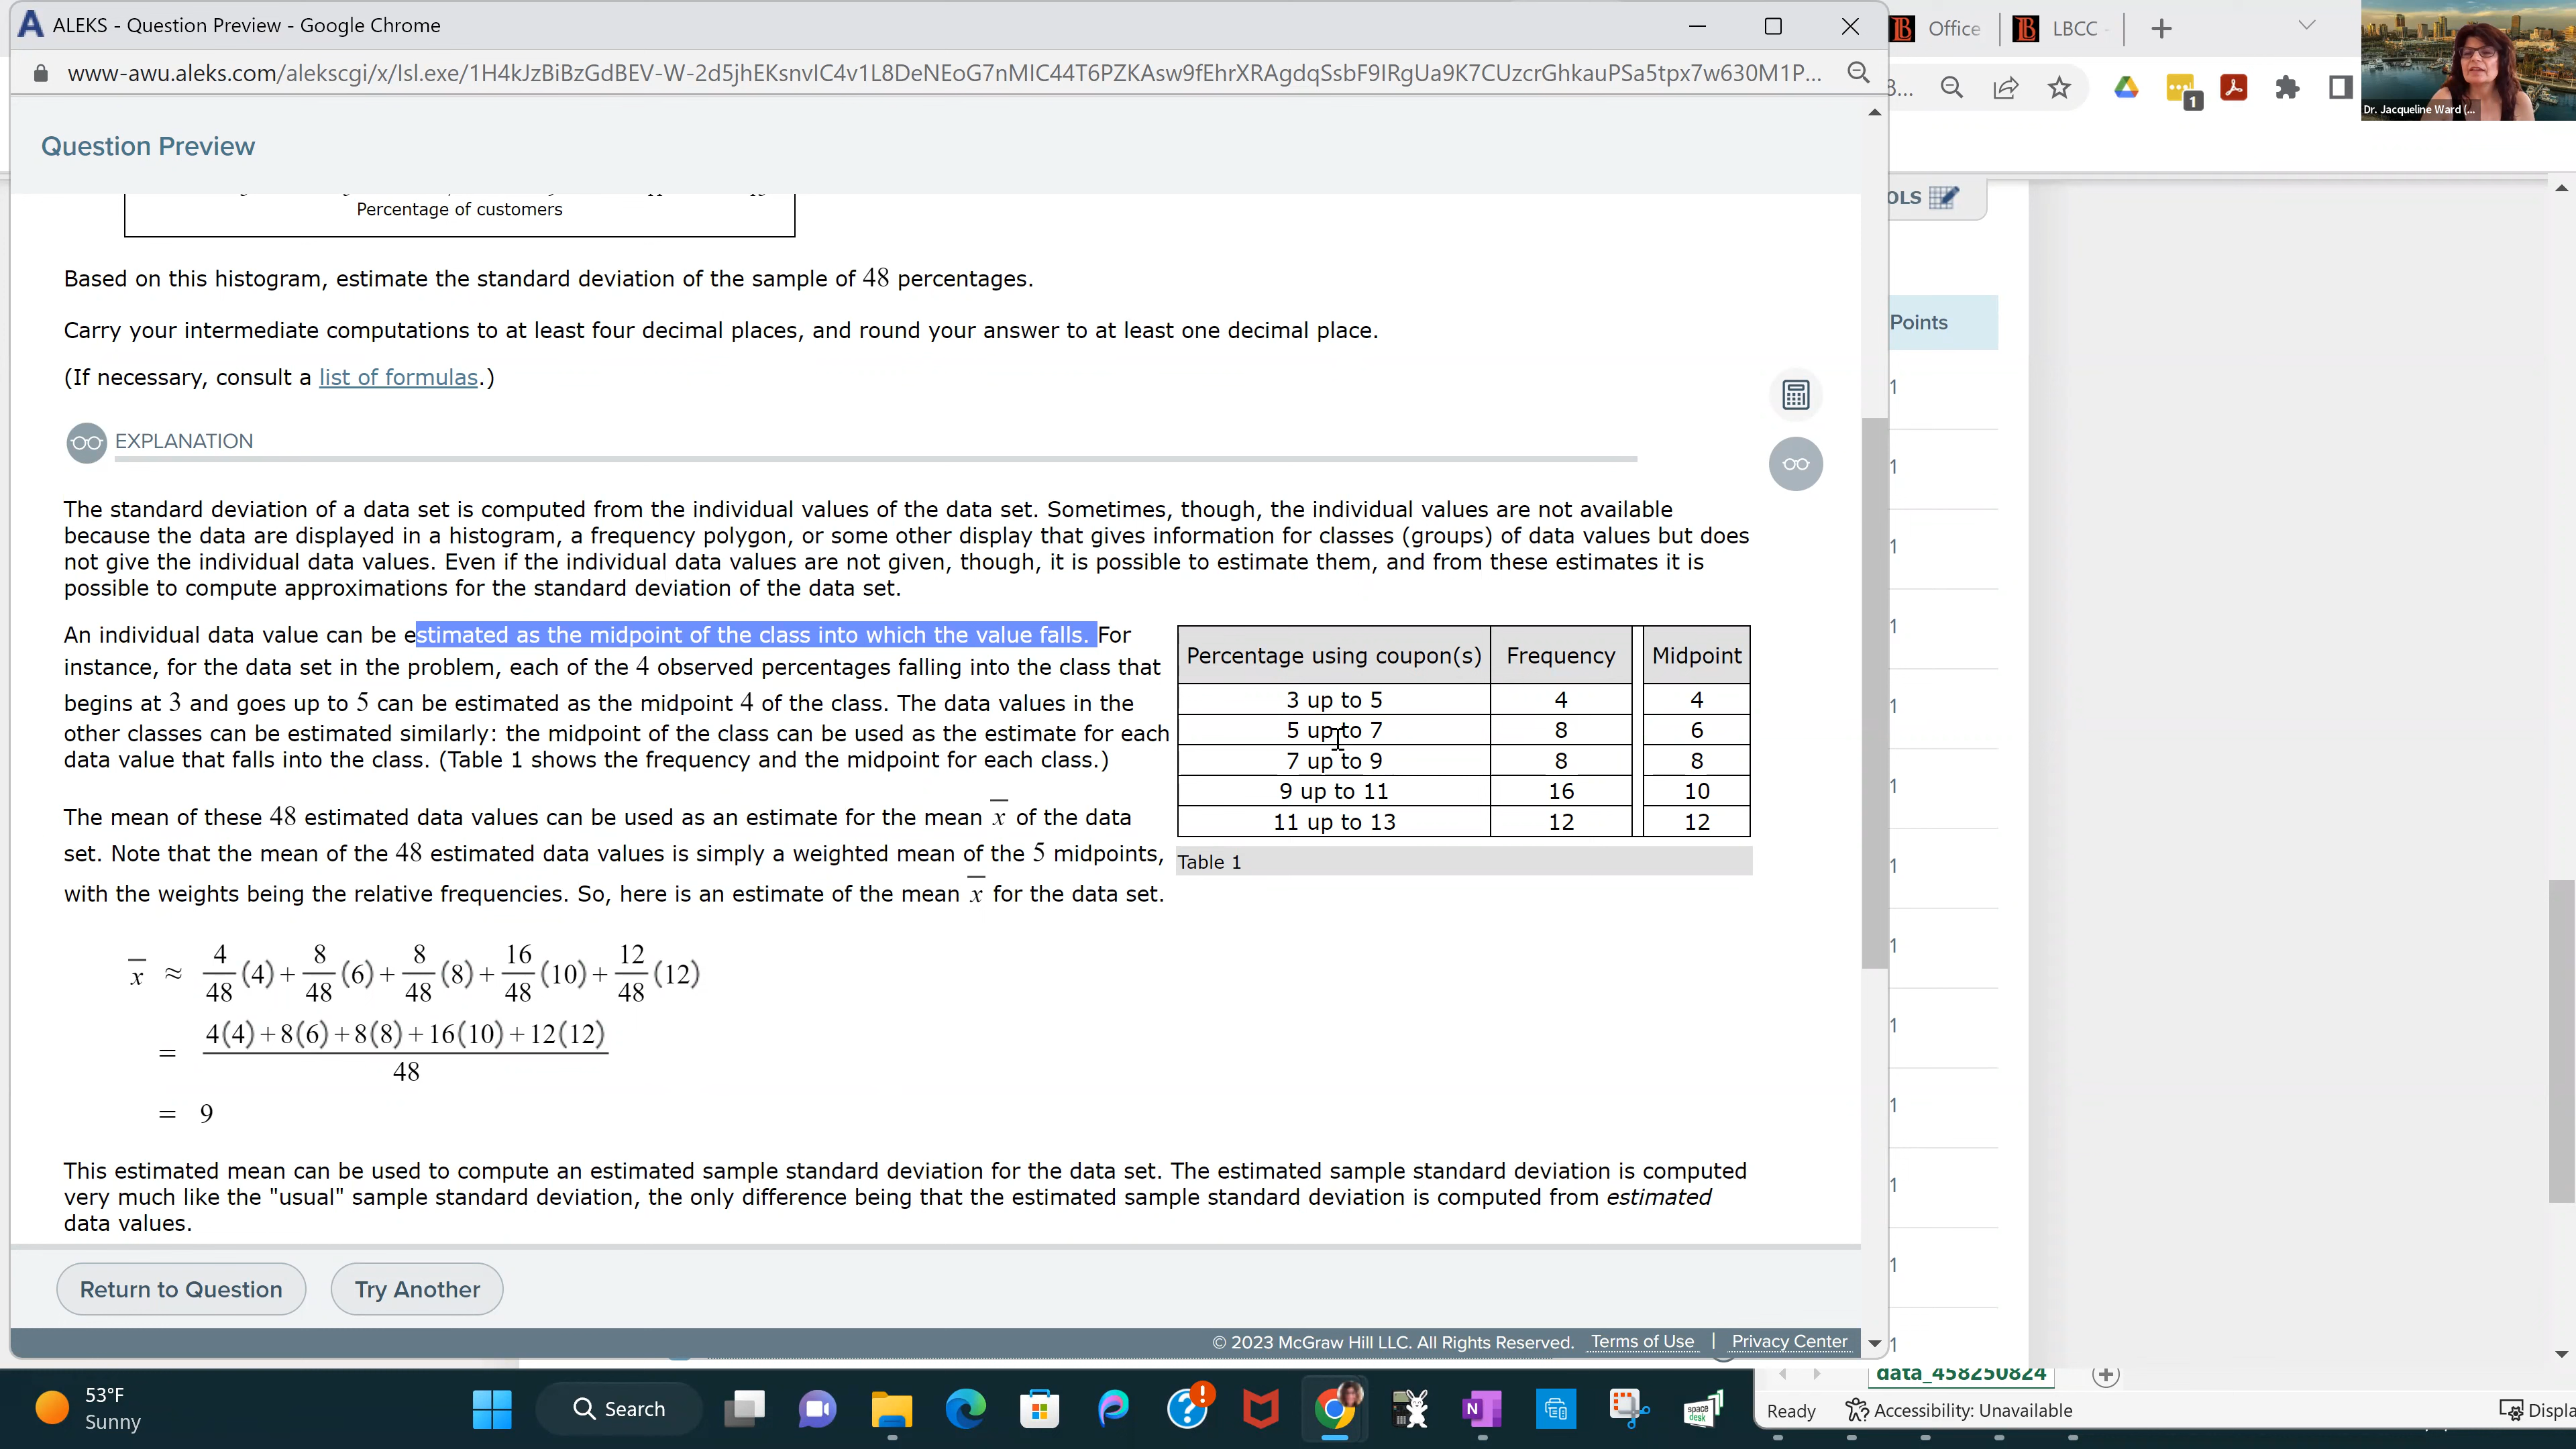 ALEKS - Question Preview - Google Chrome
Office
LBCC -
www-awu.aleks.com/alekscgi/x/Isl.exe/1H4kJzBiBzGdBEV-W-2d5jhEKsnvIC4v1L8DeNEoG7nMIC44T6PZKAsw9fEhrXRAgdqSsbF9IRgUa9K7CUzcrGhkauPSa5tpx7w630M1P...
8...
1
Dr. Jacqueline Ward (...
Question Preview
OLS
Percentage of customers
Based on this histogram, estimate the standard deviation of the sample of 48 percentages.
Carry your intermediate computations to at least four decimal places, and round your answer to at least one decimal place.
(If necessary, consult a list of formulas.)
Points
1
1
1
1
1
1
1
1
1
1
1
1
1
EXPLANATION
The standard deviation of a data set is computed from the individual values of the data set. Sometimes, though, the individual values are not available
because the data are displayed in a histogram, a frequency polygon, or some other display that gives information for classes (groups) of data values but does
not give the individual data values. Even if the individual data values are not given, though, it is possible to estimate them, and from these estimates it is
possible to compute approximations for the standard deviation of the data set.
An individual data value can be estimated as the midpoint of the class into which the value falls. For
instance, for the data set in the problem, each of the 4 observed percentages falling into the class that
begins at 3 and goes up to 5 can be estimated as the midpoint 4 of the class. The data values in the
other classes can be estimated similarly: the midpoint of the class can be used as the estimate for each
data value that falls into the class. (Table 1 shows the frequency and the midpoint for each class.)
Percentage using coupon(s) Frequency Midpoint
3 up to 5 4 4
5 up to 7 8 6
7 up to 9 8 8
9 up to 11 16 10
11 up to 13 12 12
Table 1
The mean of these 48 estimated data values can be used as an estimate for the mean x̄ of the data
set. Note that the mean of the 48 estimated data values is simply a weighted mean of the 5 midpoints,
with the weights being the relative frequencies. So, here is an estimate of the mean x̄ for the data set.
x̄ ≈ 4/48 (4) + 8/48 (6) + 8/48 (8) + 16/48 (10) + 12/48 (12)
= 4(4)+8(6)+8(8)+16(10)+12(12) / 48
= 9
This estimated mean can be used to compute an estimated sample standard deviation for the data set. The estimated sample standard deviation is computed
very much like the "usual" sample standard deviation, the only difference being that the estimated sample standard deviation is computed from estimated
data values.
Return to Question
Try Another
© 2023 McGraw Hill LLC. All Rights Reserved. Terms of Use | Privacy Center
data_458250824
Ready
Accessibility: Unavailable
Displa
53°F
Sunny
Search
space
desk